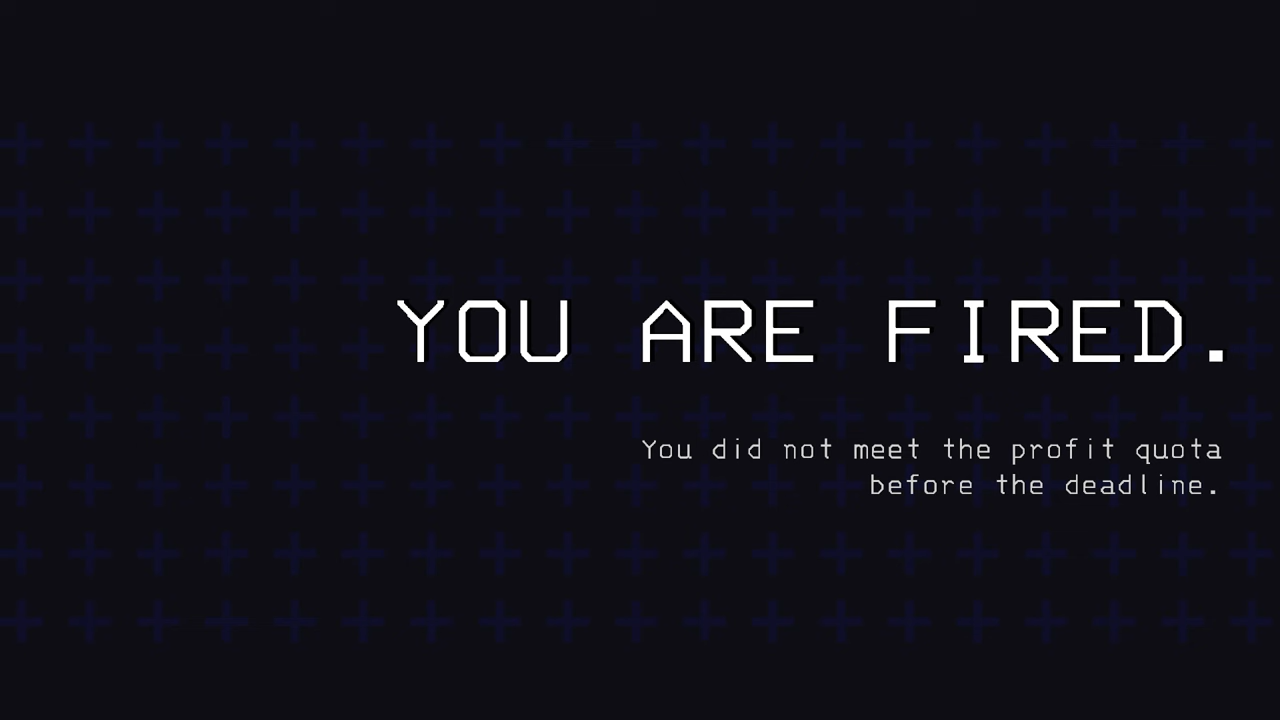 YOU ARE FIRED.
You did not meet the profit quota
before the deadline.